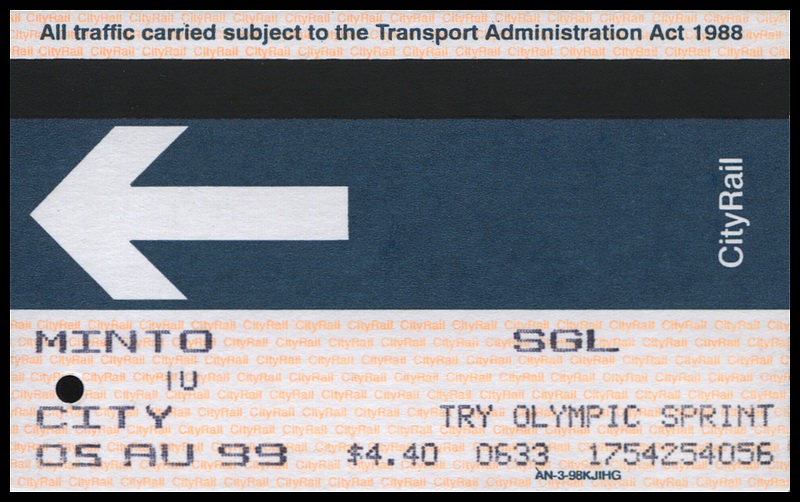 All traffic carried subject to the Transport Administration Act 1988
CityRail
MINTO SGL
TO
CITY TRY OLYMPIC SPRINT
05 AU 99 $4.40 0633 1754254056
AN-3-98KJIHG